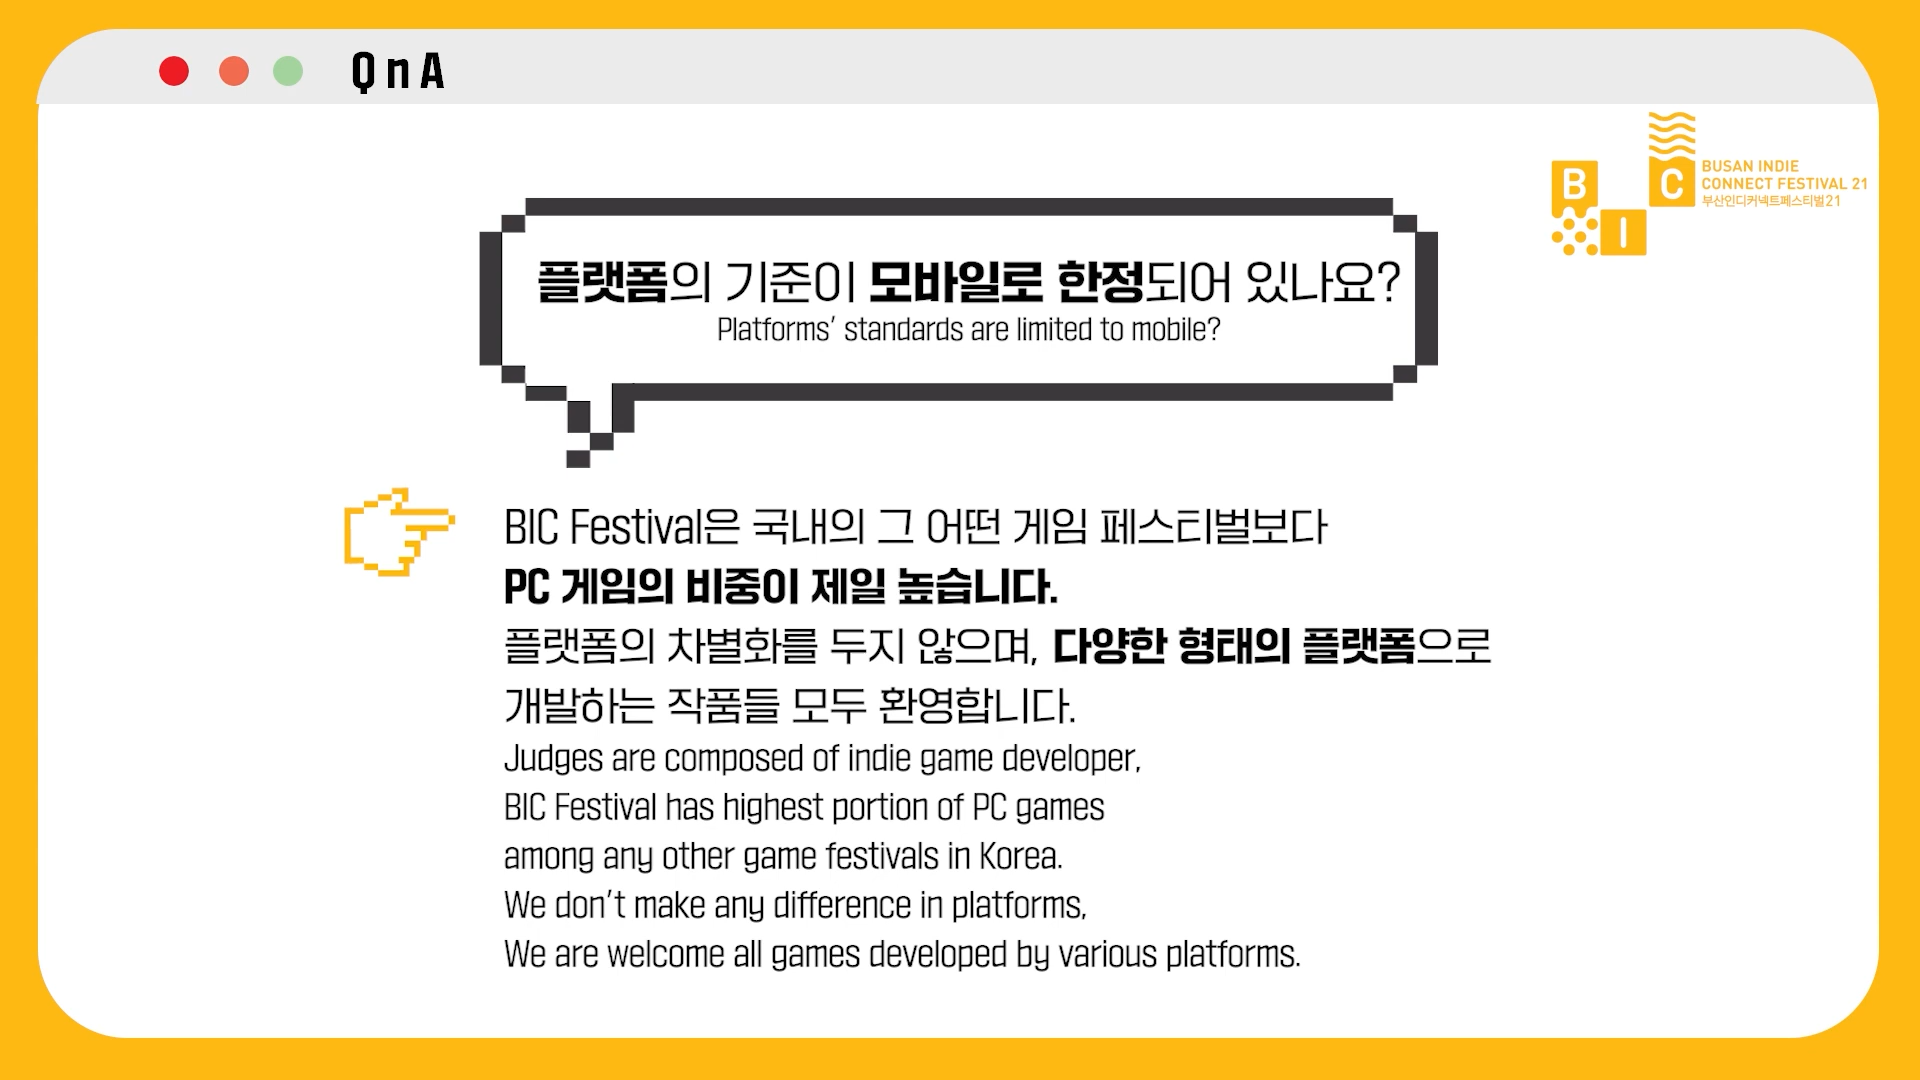 QnA
B
I
C
BUSAN INDIE
CONNECT FESTIVAL 21
부산인디커넥트페스티벌21
플랫폼의 기준이 모바일로 한정되어 있나요?
Platforms' standards are limited to mobile?
BIC Festival은 국내의 그 어떤 게임 페스티벌보다
PC 게임의 비중이 제일 높습니다.
플랫폼의 차별화를 두지 않으며, 다양한 형태의 플랫폼으로
개발하는 작품들 모두 환영합니다.
Judges are composed of indie game developer,
BIC Festival has highest portion of PC games
among any other game festivals in Korea.
We don't make any difference in platforms,
We are welcome all games developed by various platforms.